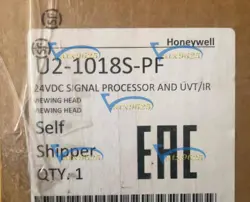 Honeywell
U2-1018S-PF
24VDC SIGNAL PROCESSOR AND UVT/IR
VIEWING HEAD
VIEWING HEAD
Self
Shipper
QTY. 1
EAC